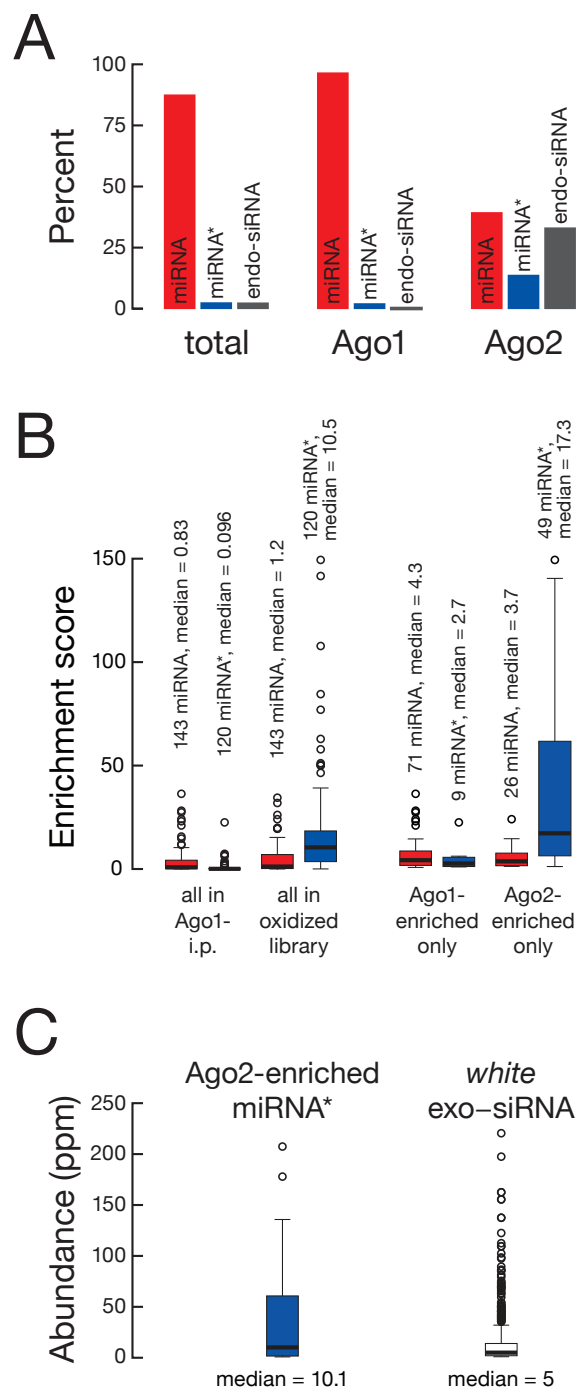 A
Percent
100
75
50
25
0
miRNA
miRNA*
endo-siRNA
miRNA
miRNA*
endo-siRNA
miRNA
miRNA*
endo-siRNA
total
Ago1
Ago2
B
Enrichment score
150
100
50
0
143 miRNA, median = 0.83
120 miRNA*, median = 0.096
143 miRNA, median = 1.2
120 miRNA*,
median = 10.5
71 miRNA, median = 4.3
9 miRNA*, median = 2.7
26 miRNA, median = 3.7
49 miRNA*,
median = 17.3
all in
Ago1-
i.p.
all in
oxidized
library
Ago1-
enriched
only
Ago2-
enriched
only
C
Ago2-enriched
miRNA*
white
exo–siRNA
Abundance (ppm)
250
200
150
100
50
0
median = 10.1
median = 5